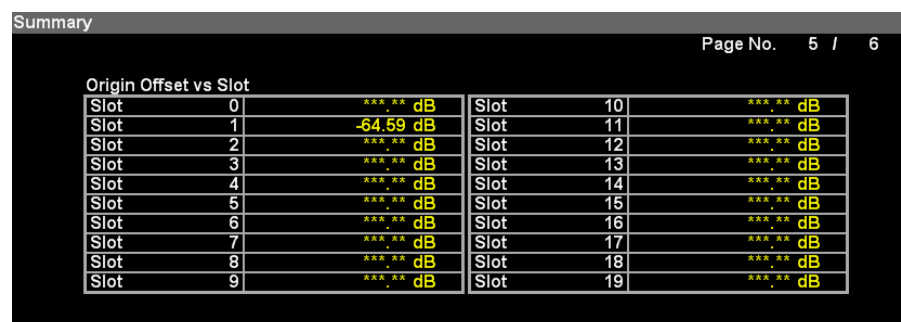 Summary
Page No. 5 / 6
Origin Offset vs Slot
Slot 0 ***.** dB Slot 10 ***.** dB
Slot 1 -64.59 dB Slot 11 ***.** dB
Slot 2 ***.** dB Slot 12 ***.** dB
Slot 3 ***.** dB Slot 13 ***.** dB
Slot 4 ***.** dB Slot 14 ***.** dB
Slot 5 ***.** dB Slot 15 ***.** dB
Slot 6 ***.** dB Slot 16 ***.** dB
Slot 7 ***.** dB Slot 17 ***.** dB
Slot 8 ***.** dB Slot 18 ***.** dB
Slot 9 ***.** dB Slot 19 ***.** dB